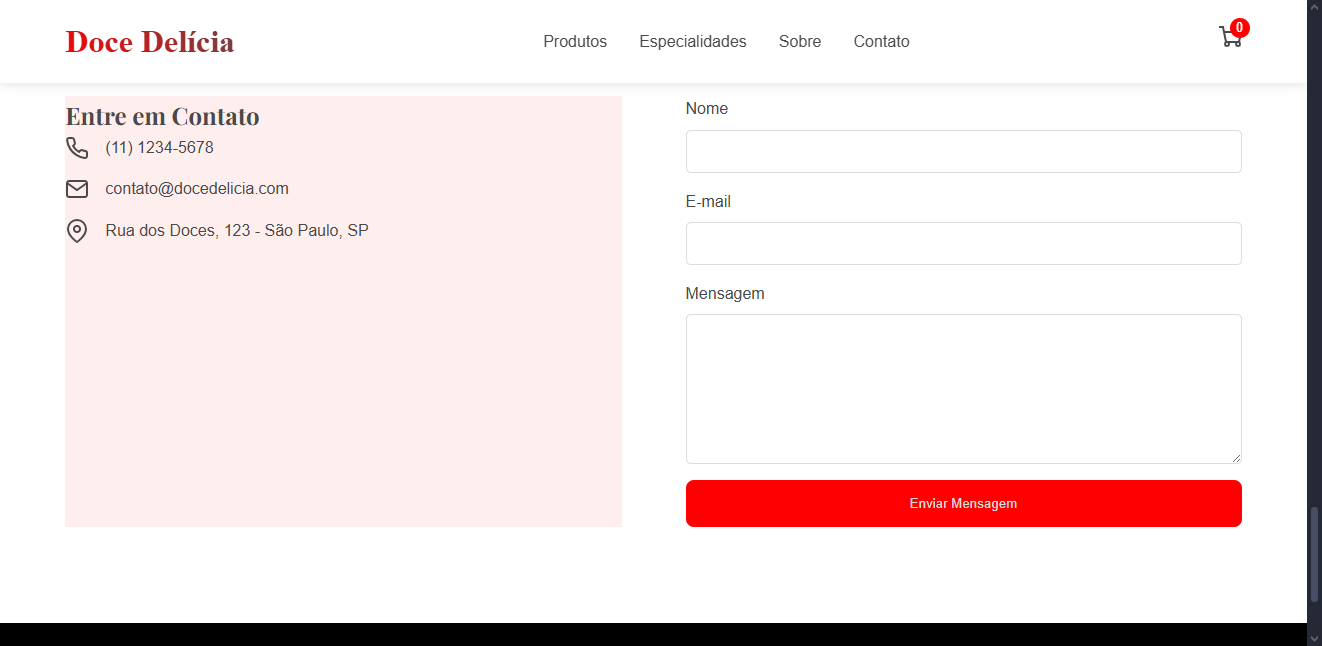 Doce Delícia
Produtos Especialidades Sobre Contato
0
Entre em Contato
(11) 1234-5678
contato@docedelicia.com
Rua dos Doces, 123 - São Paulo, SP
Nome
E-mail
Mensagem
Enviar Mensagem